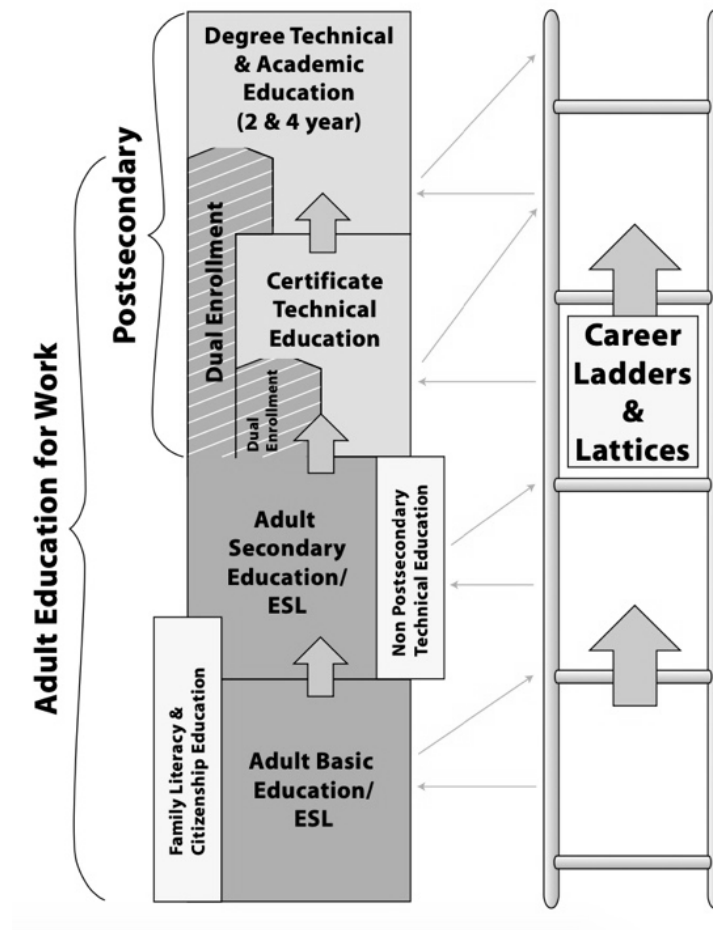 Degree Technical
& Academic
Education
(2 & 4 year)
Postsecondary
Dual Enrollment
Certificate
Technical
Education
Dual
Enrollment
Career
Ladders
&
Lattices
Adult Education for Work
Adult
Secondary
Education/
ESL
Non Postsecondary
Technical Education
Family Literacy &
Citizenship Education
Adult Basic
Education/
ESL